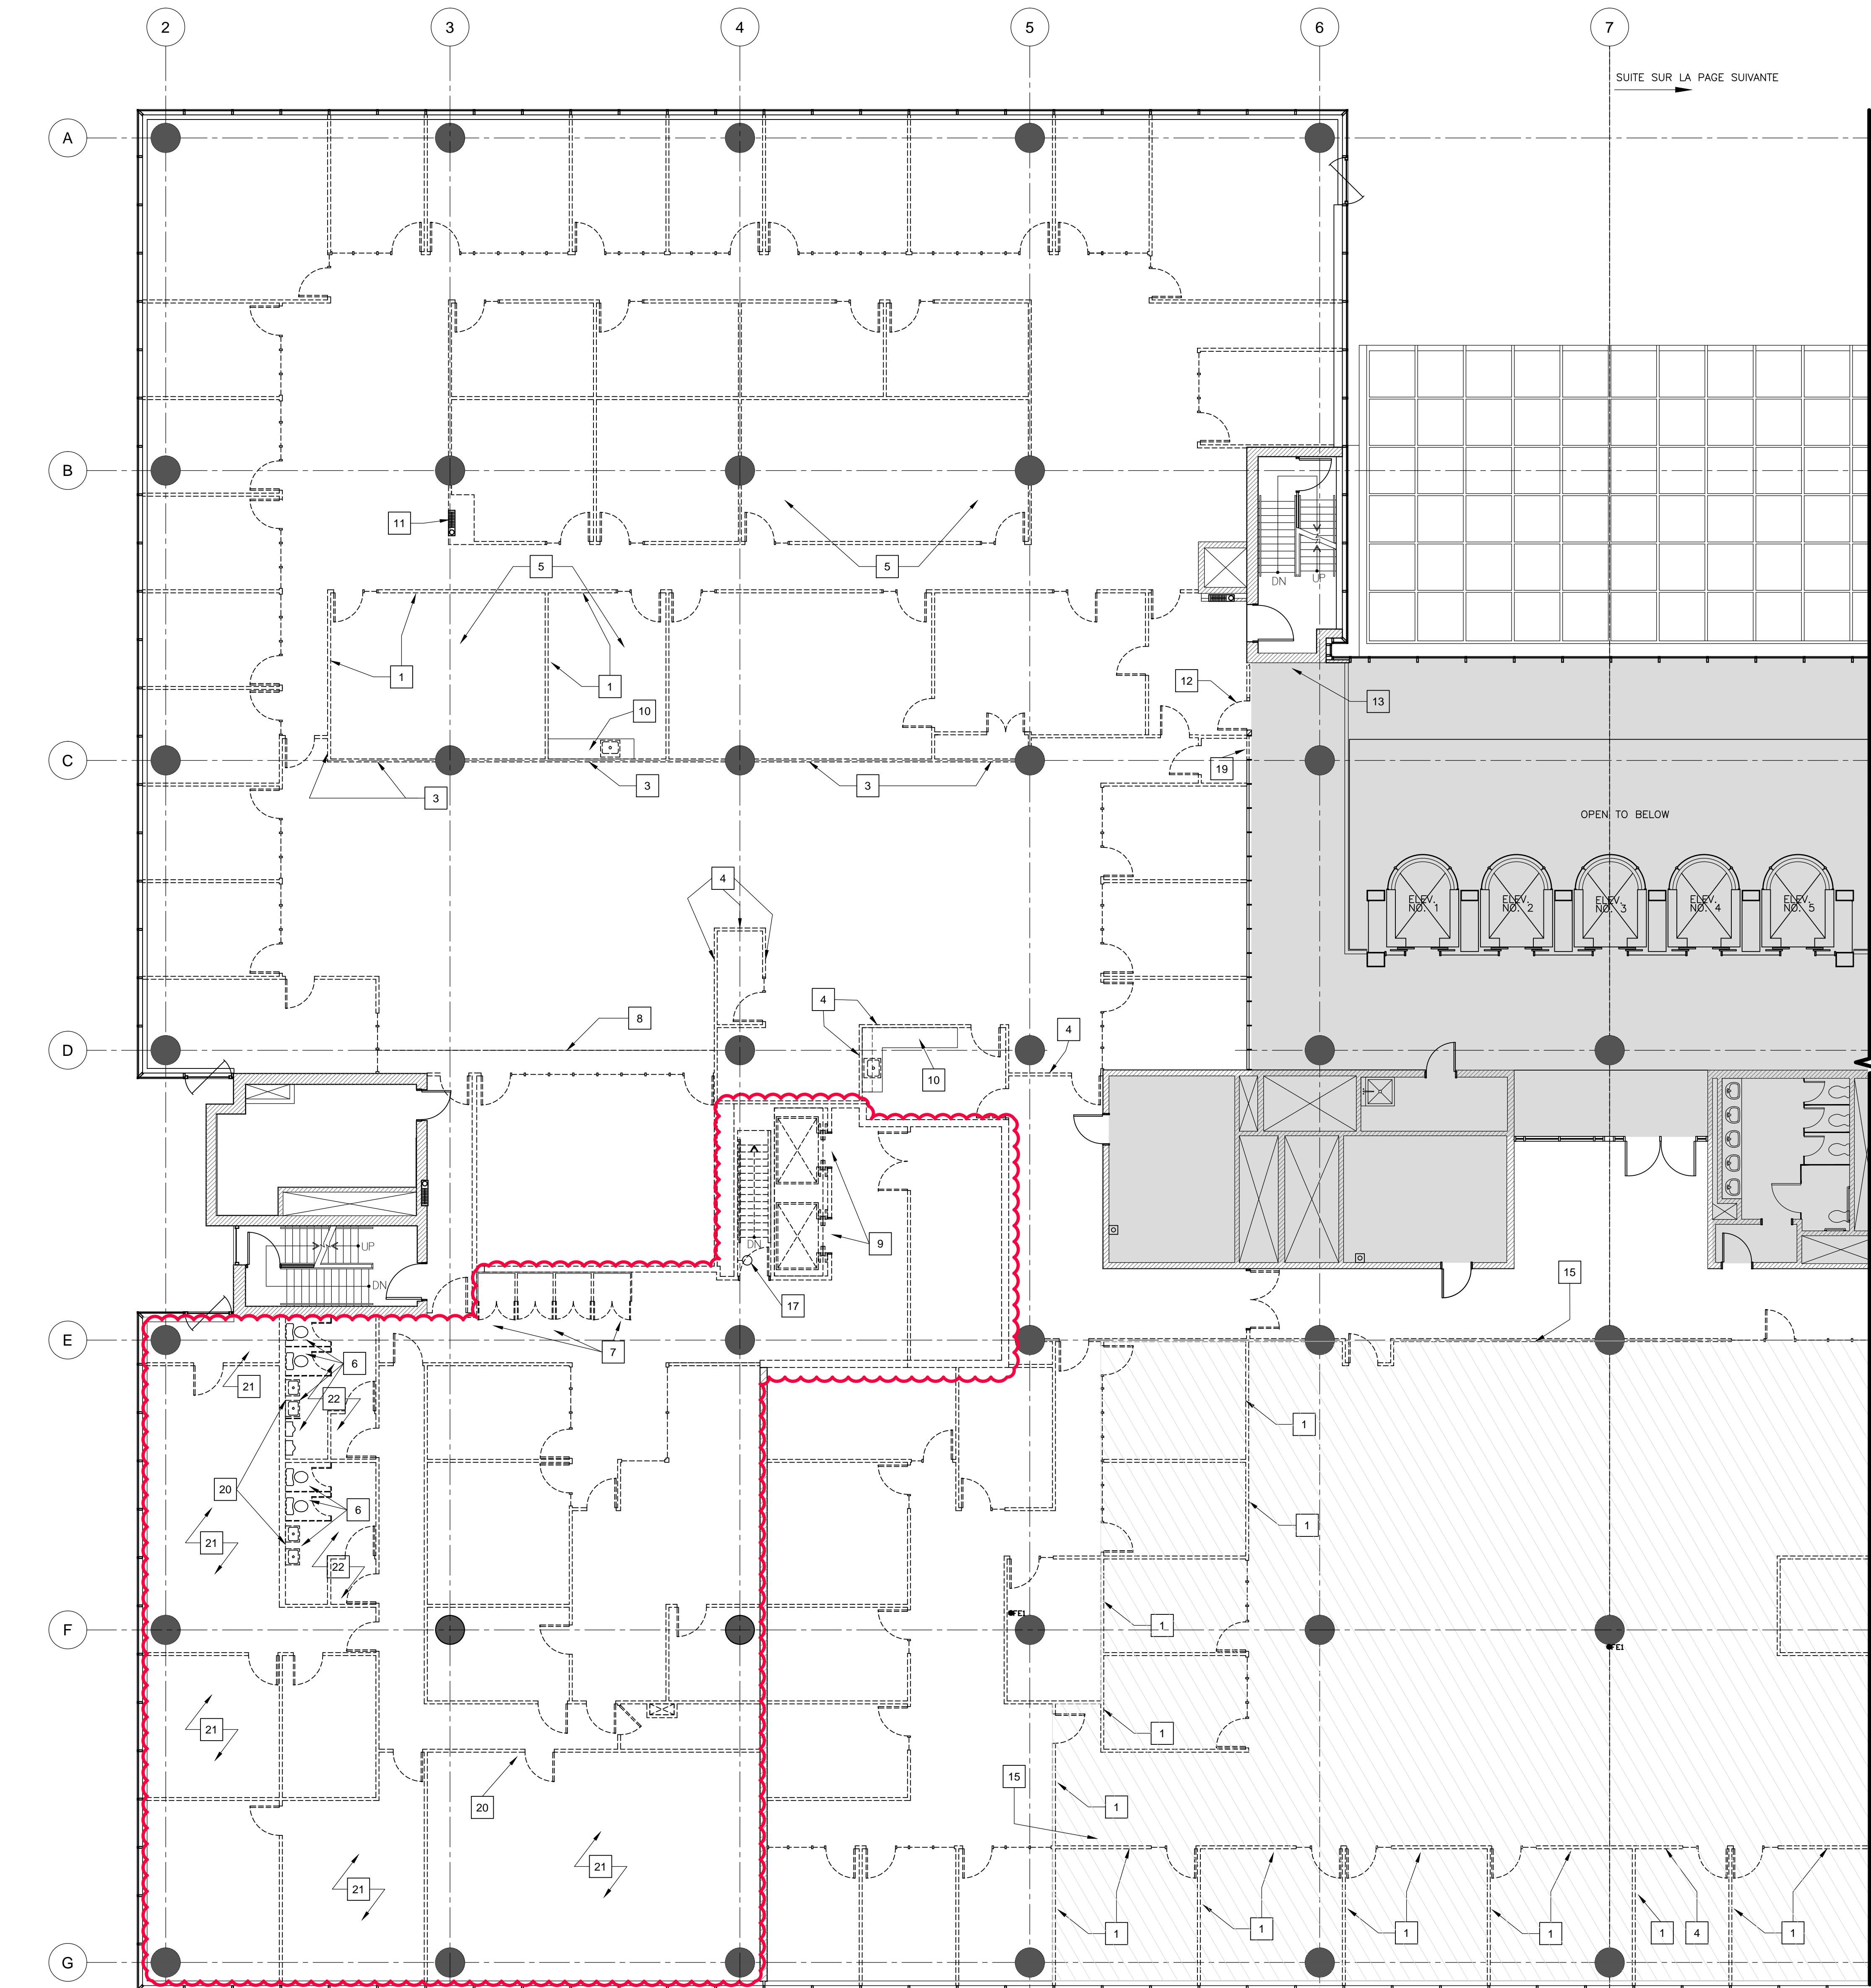 2 3 4 5 6 7
SUITE SUR LA PAGE SUIVANTE
A
B
11
5
5
DN
UP
1
1
12
13
10
C
19
3
3
3
OPEN TO BELOW
4
ELEV. NO. 1
ELEV. NO. 2
ELEV. NO. 3
ELEV. NO. 4
ELEV. NO. 5
4
8
4
D
10
UP
DN
DN
9
17
15
E
7
6
21
22
1
20
6
1
21
22
FE1
F
1
FE1
21
1
15
20
1
21
21
1
1
1
1
1
4
1
G